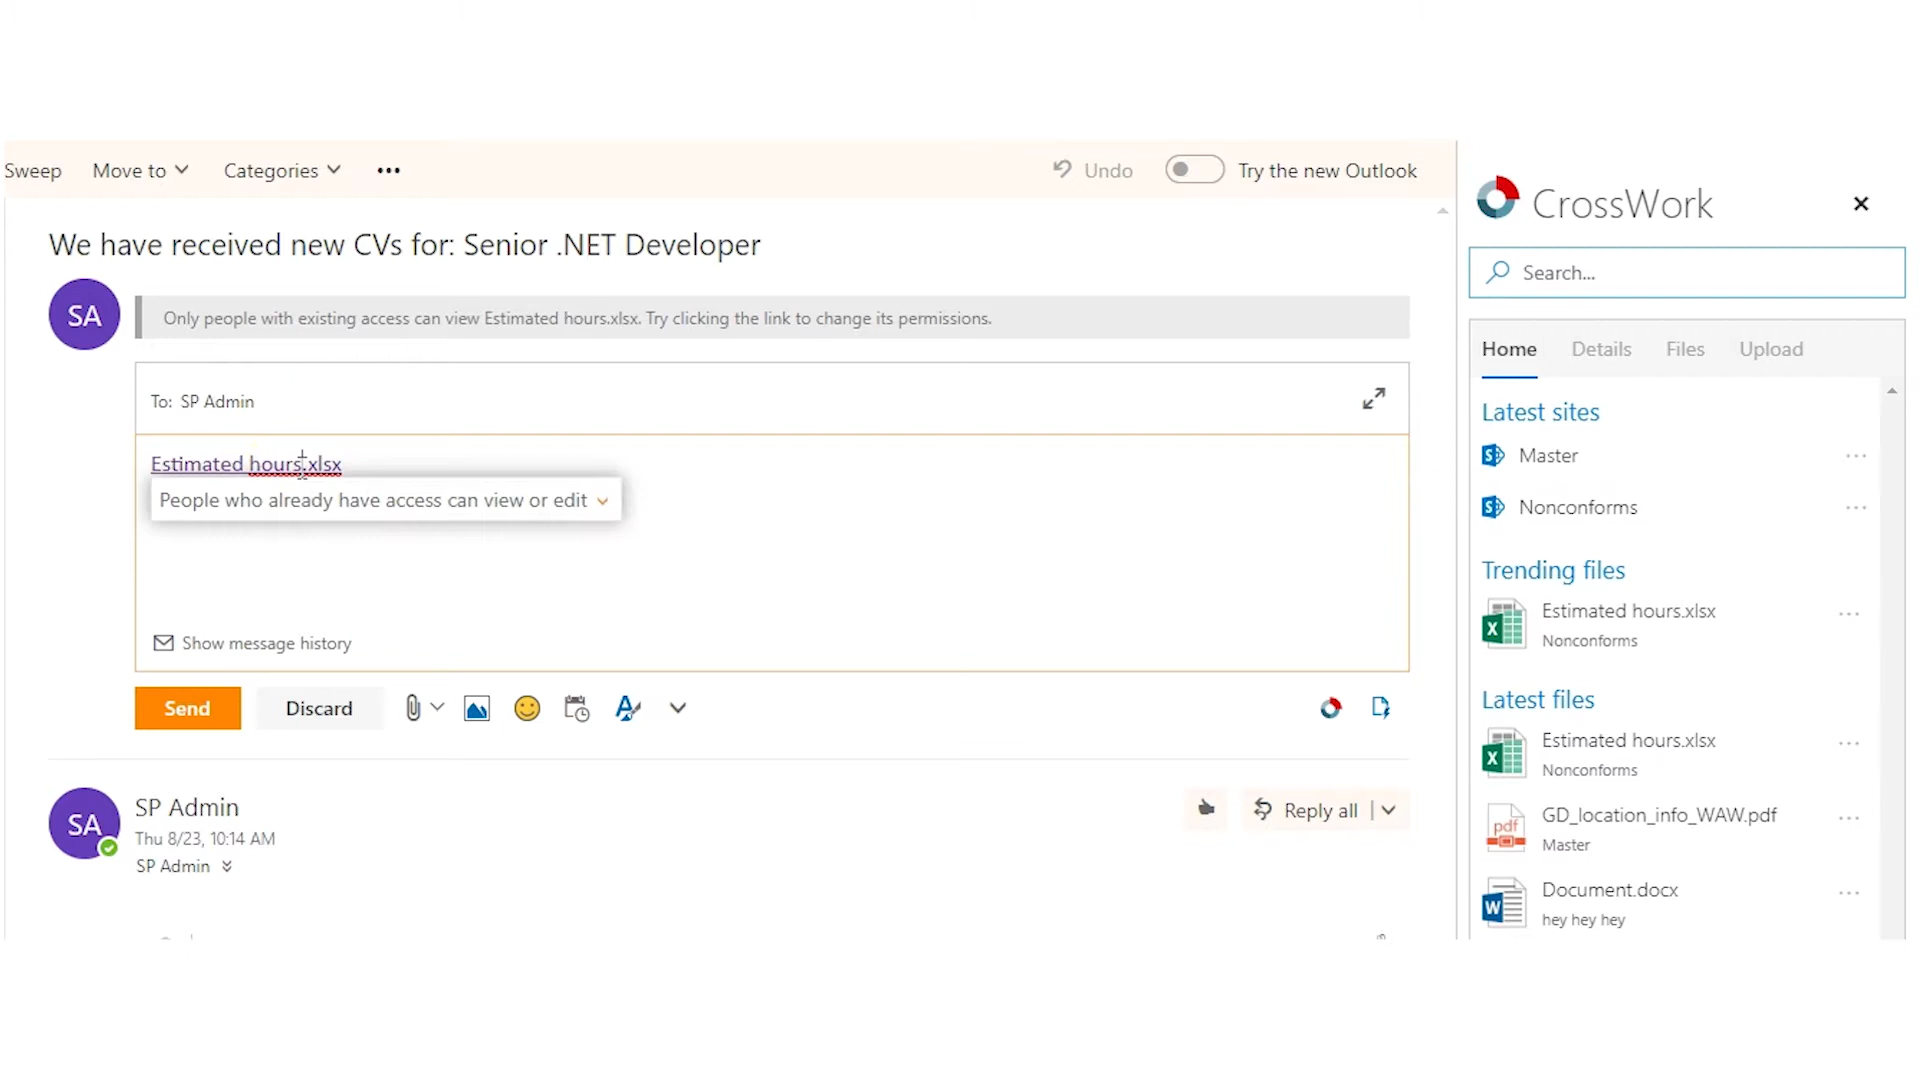 Sweep Move to Categories ••• Undo Try the new Outlook
We have received new CVs for: Senior .NET Developer
SA
Only people with existing access can view Estimated hours.xlsx. Try clicking the link to change its permissions.
To: SP Admin
Estimated hours.xlsx
People who already have access can view or edit
Show message history
Send Discard
SA
SP Admin
Thu 8/23, 10:14 AM
SP Admin
Reply all
CrossWork
Search...
Home Details Files Upload
Latest sites
Master
Nonconforms
Trending files
Estimated hours.xlsx
Nonconforms
Latest files
Estimated hours.xlsx
Nonconforms
GD_location_info_WAW.pdf
Master
Document.docx
hey hey hey